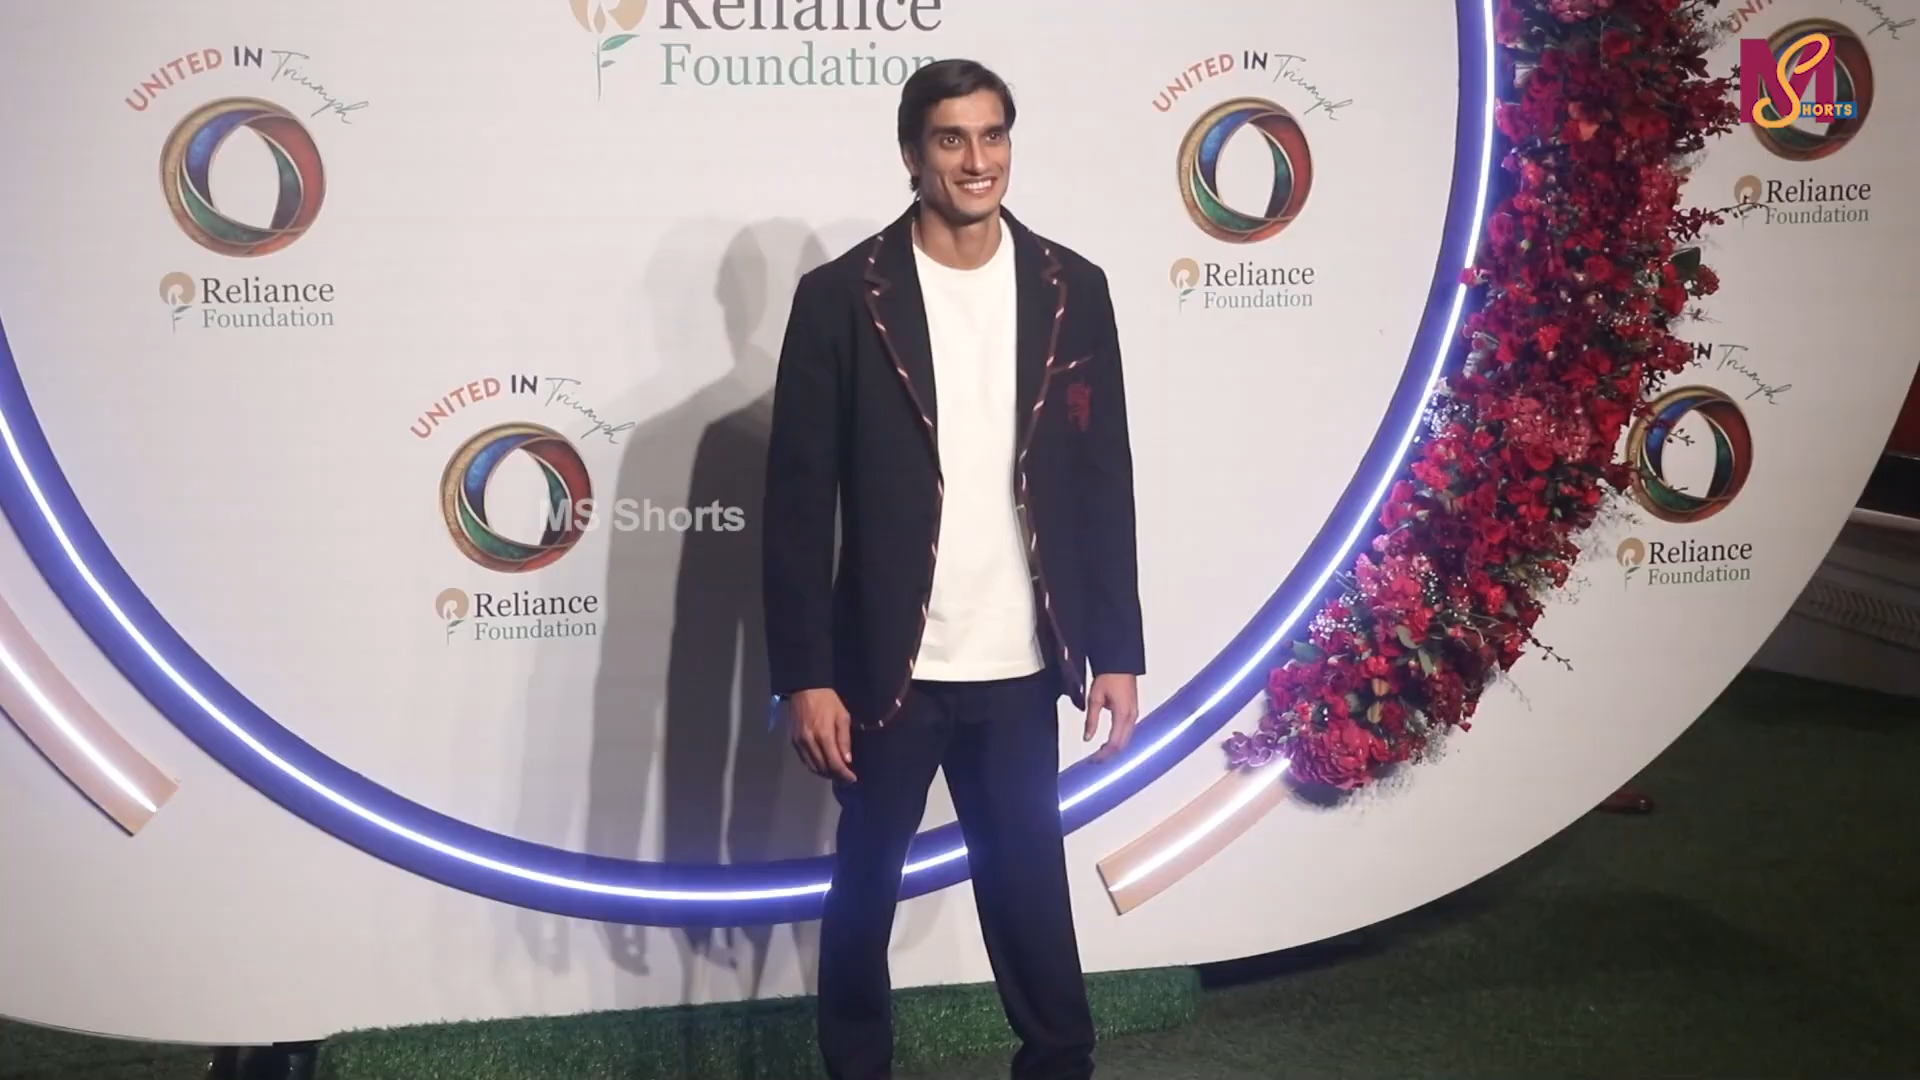 Reliance
Foundation
UNITED IN Triumph
Reliance
Foundation
UNITED IN Triumph
Reliance
Foundation
UNITED IN Triumph
Reliance
Foundation
MS SHORTS
Reliance
Foundation
IN Triumph
Reliance
Foundation
MS Shorts